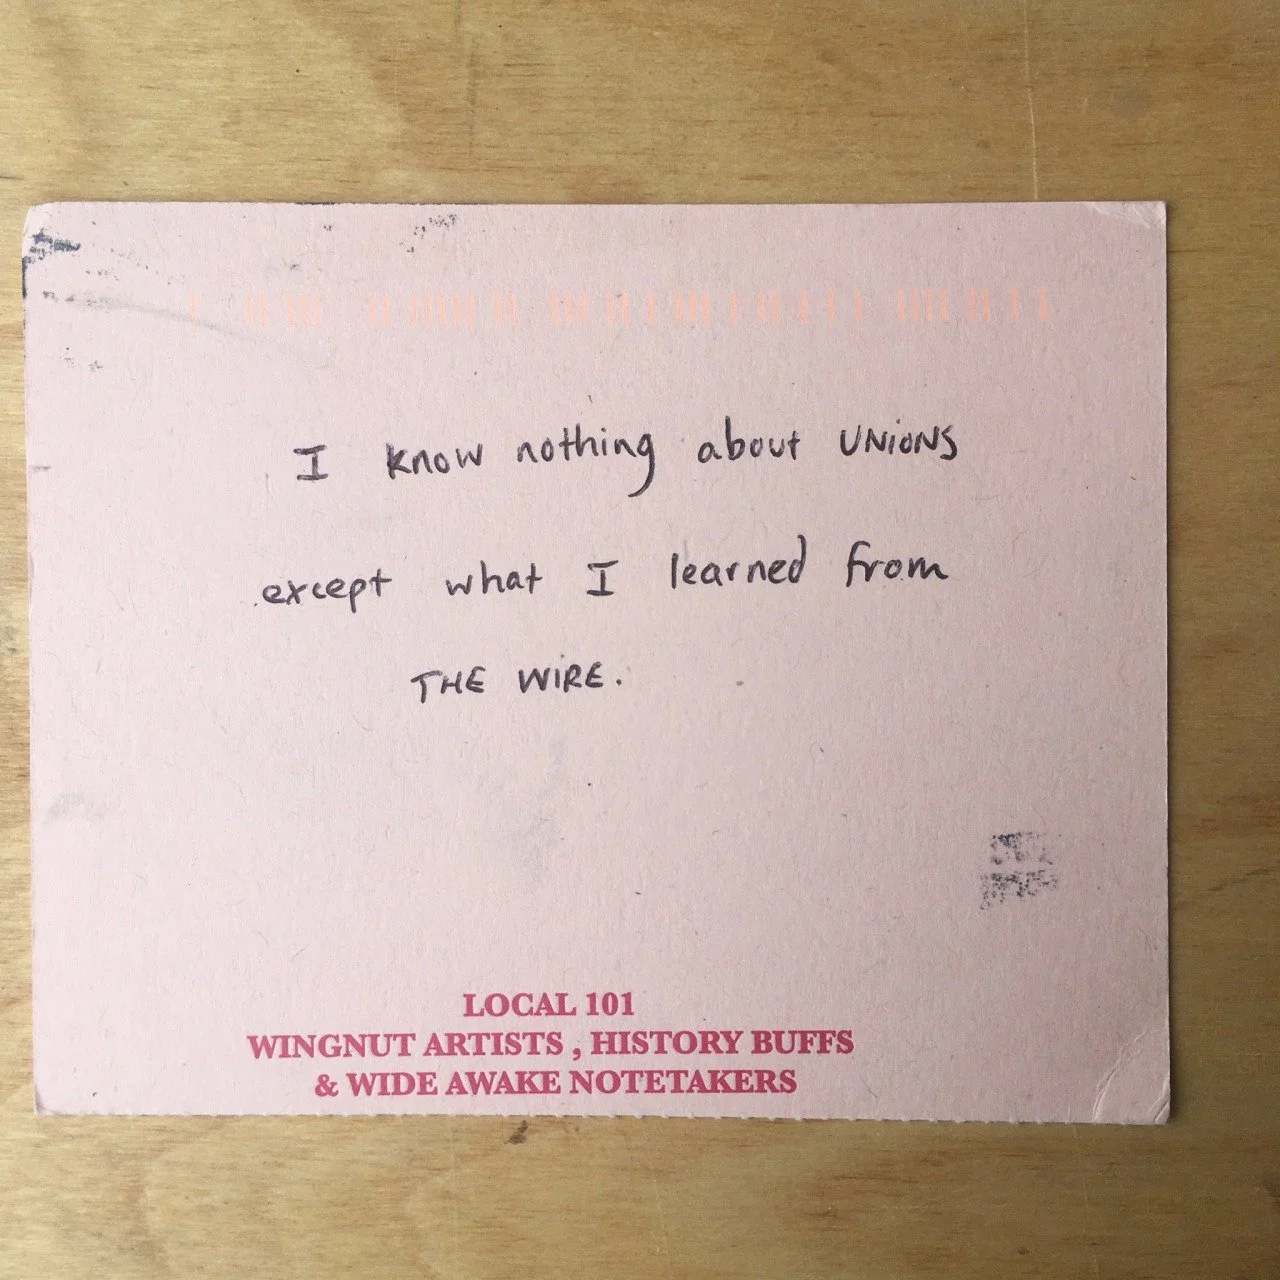 I know nothing about UNIONS
except what I learned from
THE WIRE.
LOCAL 101
WINGNUT ARTISTS , HISTORY BUFFS
& WIDE AWAKE NOTETAKERS